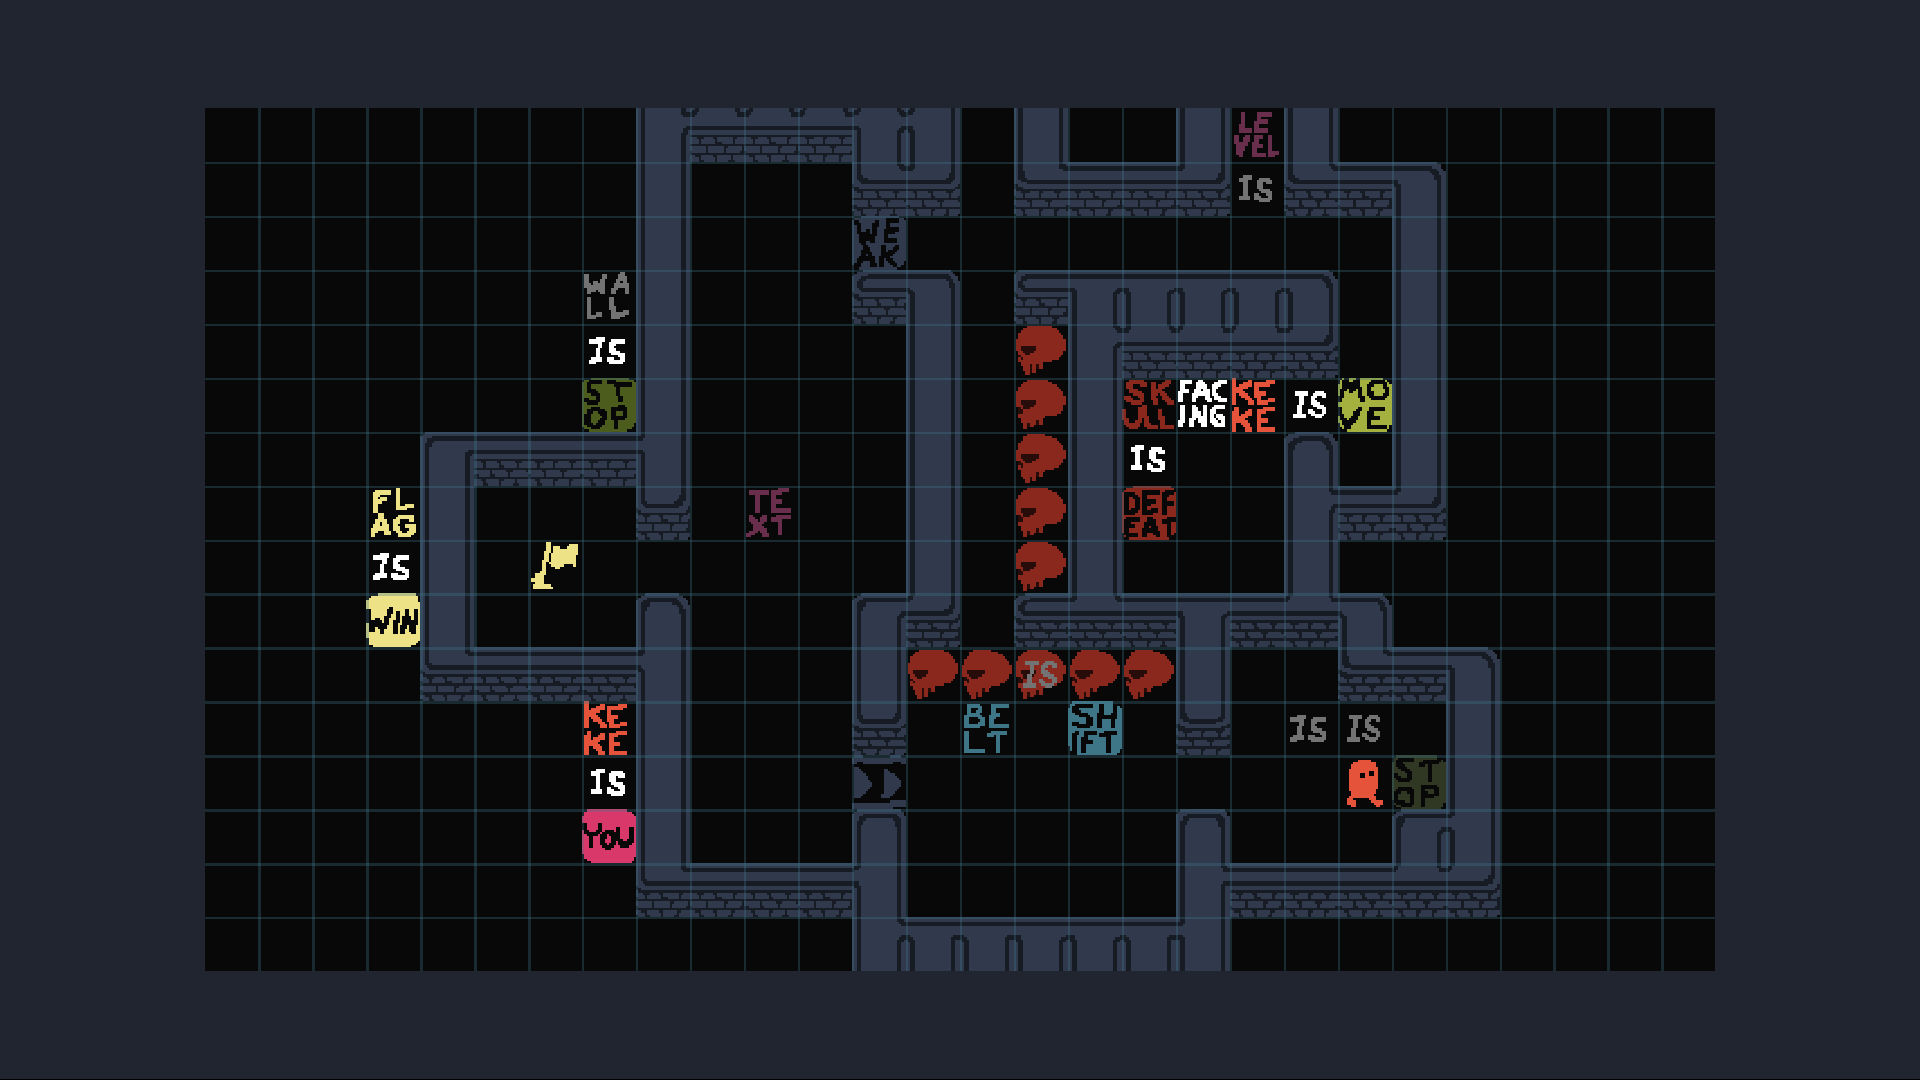 LEVEL
IS
WEAK
WALL
IS
STOP
SKULL FACING KEKE IS MOVE
IS
DEFEAT
FLAG
IS
WIN
TEXT
IS
BELT SHIFT
IS IS
STOP
KEKE
IS
YOU